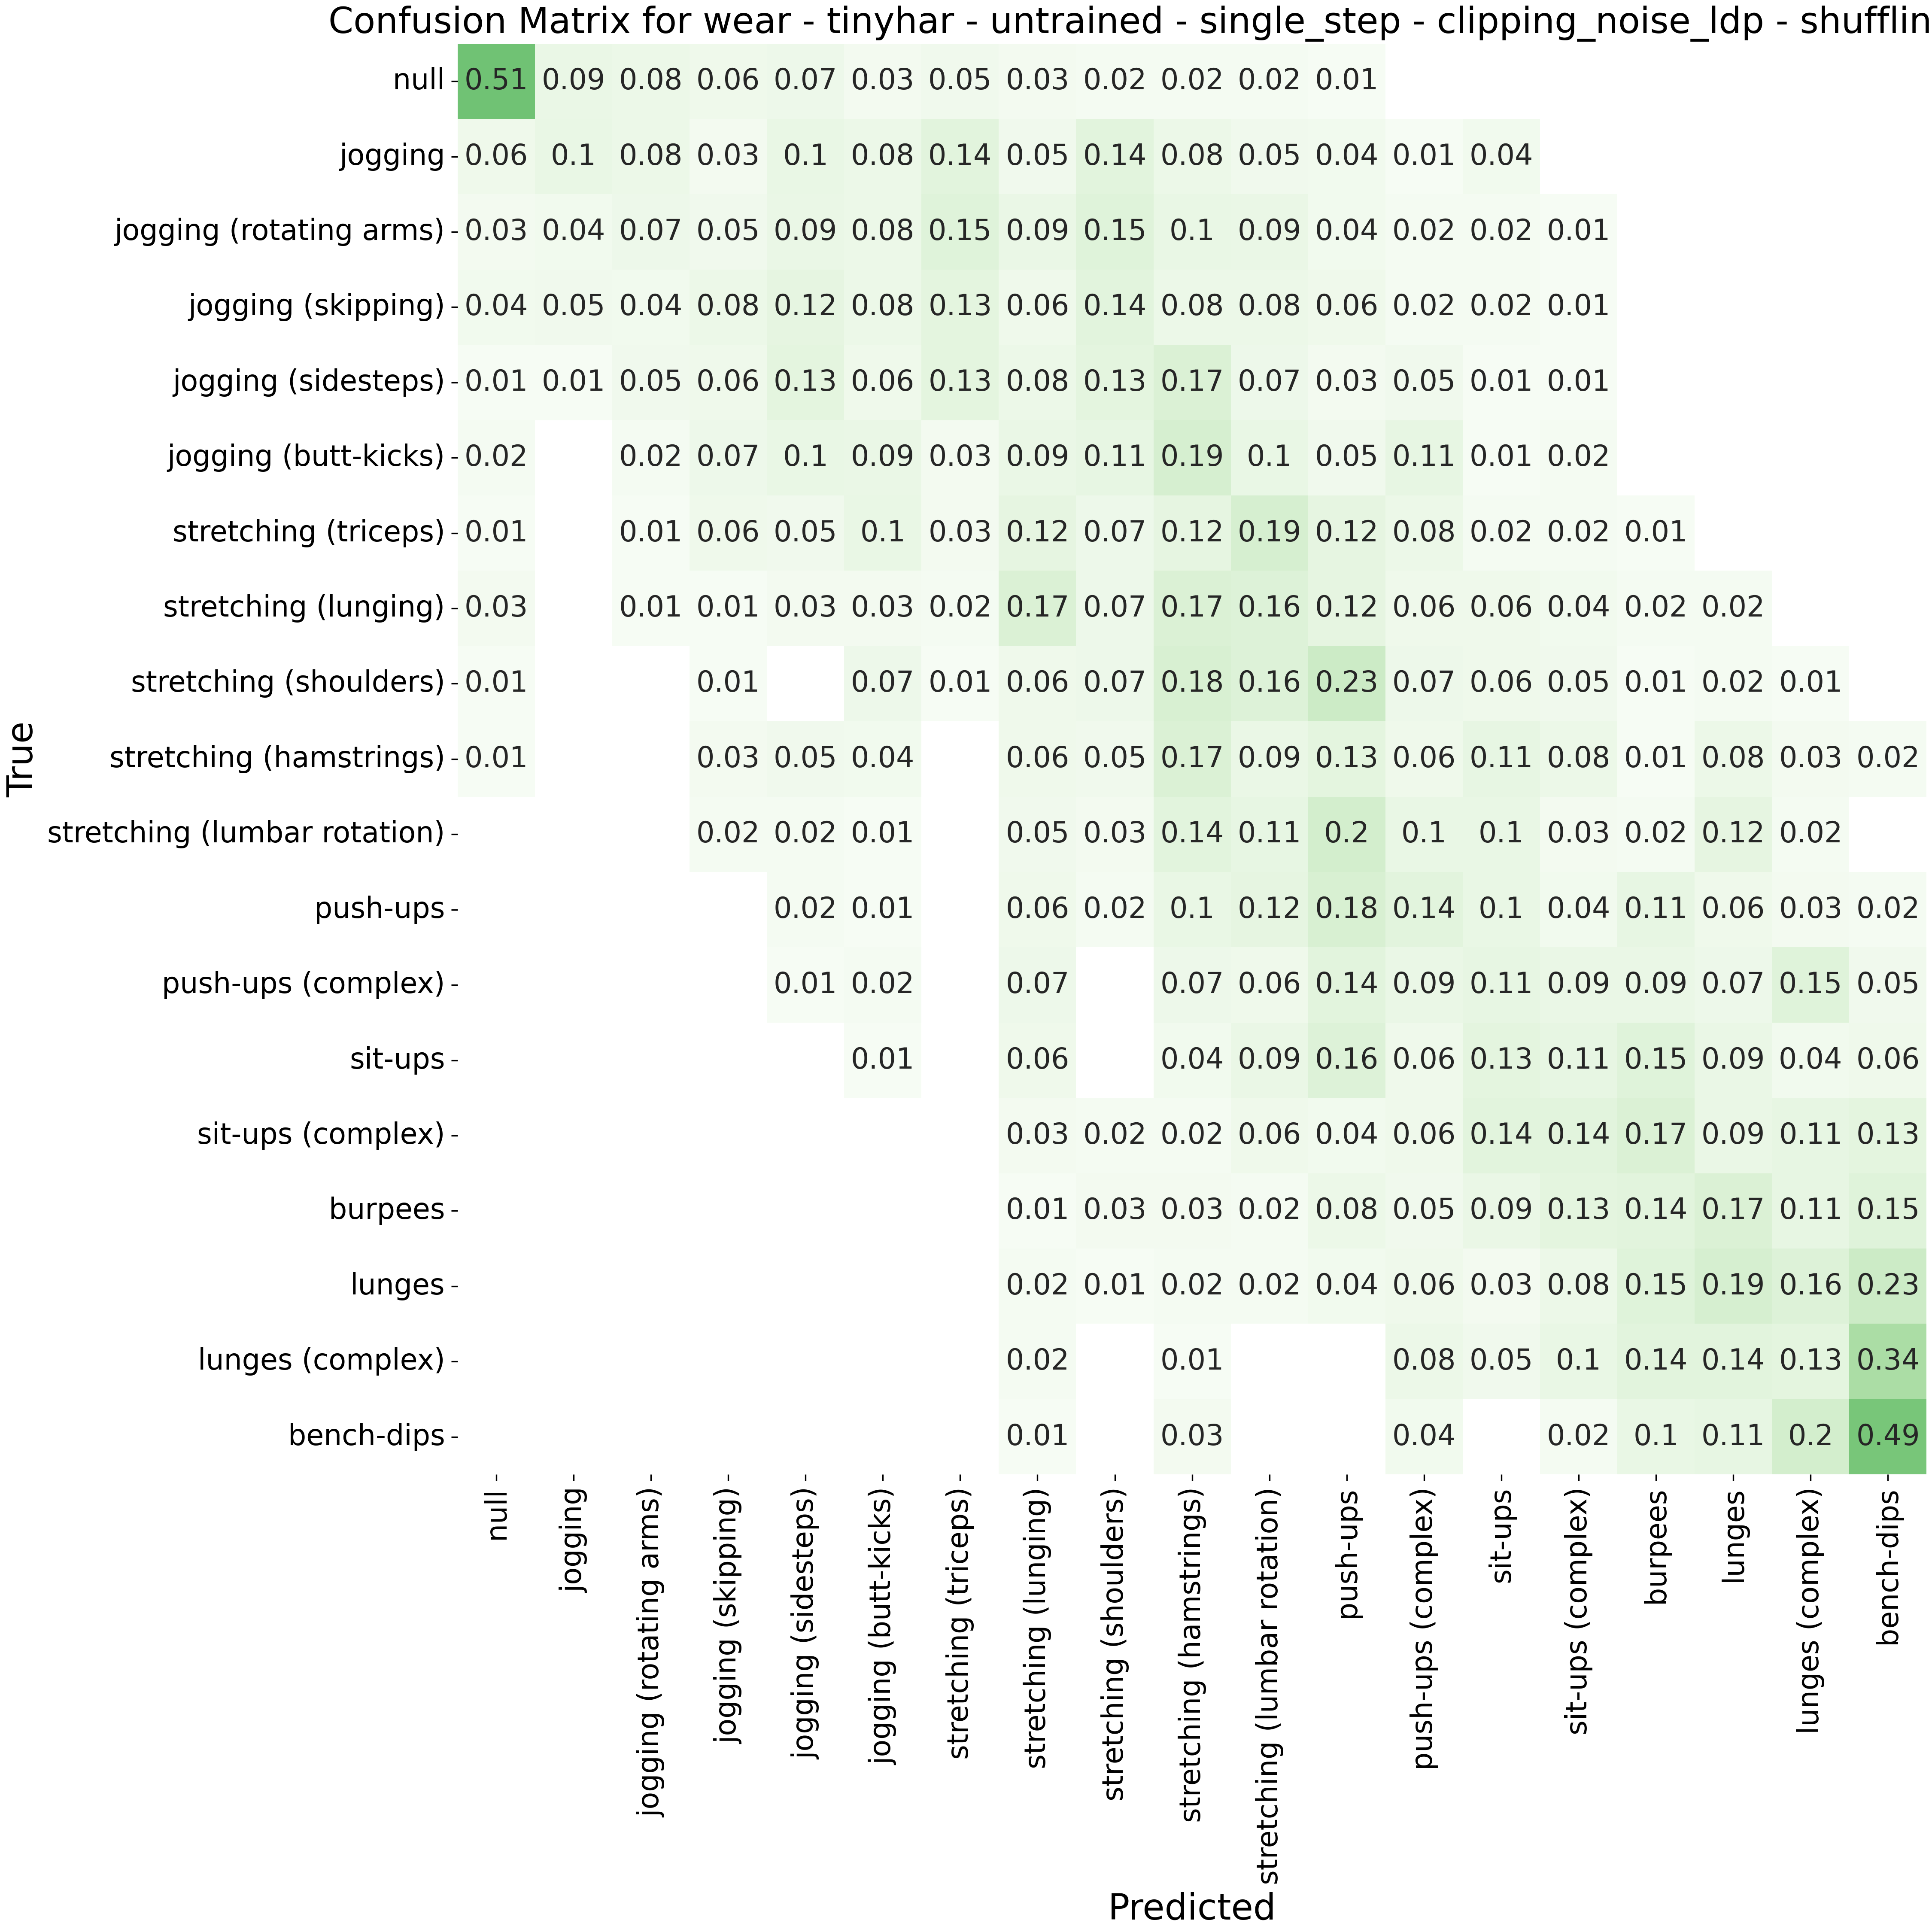 Confusion Matrix for wear - tinyhar - untrained - single_step - clipping_noise_ldp - shufflin
null 0.51 0.09 0.08 0.06 0.07 0.03 0.05 0.03 0.02 0.02 0.02 0.01
jogging 0.06 0.1 0.08 0.03 0.1 0.08 0.14 0.05 0.14 0.08 0.05 0.04 0.01 0.04
jogging (rotating arms) 0.03 0.04 0.07 0.05 0.09 0.08 0.15 0.09 0.15 0.1 0.09 0.04 0.02 0.02 0.01
jogging (skipping) 0.04 0.05 0.04 0.08 0.12 0.08 0.13 0.06 0.14 0.08 0.08 0.06 0.02 0.02 0.01
jogging (sidesteps) 0.01 0.01 0.05 0.06 0.13 0.06 0.13 0.08 0.13 0.17 0.07 0.03 0.05 0.01 0.01
jogging (butt-kicks) 0.02 0.02 0.07 0.1 0.09 0.03 0.09 0.11 0.19 0.1 0.05 0.11 0.01 0.02
stretching (triceps) 0.01 0.01 0.06 0.05 0.1 0.03 0.12 0.07 0.12 0.19 0.12 0.08 0.02 0.02 0.01
stretching (lunging) 0.03 0.01 0.01 0.03 0.03 0.02 0.17 0.07 0.17 0.16 0.12 0.06 0.06 0.04 0.02 0.02
stretching (shoulders) 0.01 0.01 0.07 0.01 0.06 0.07 0.18 0.16 0.23 0.07 0.06 0.05 0.01 0.02 0.01
stretching (hamstrings) 0.01 0.03 0.05 0.04 0.06 0.05 0.17 0.09 0.13 0.06 0.11 0.08 0.01 0.08 0.03 0.02
stretching (lumbar rotation) 0.02 0.02 0.01 0.05 0.03 0.14 0.11 0.2 0.1 0.1 0.03 0.02 0.12 0.02
push-ups 0.02 0.01 0.06 0.02 0.1 0.12 0.18 0.14 0.1 0.04 0.11 0.06 0.03 0.02
push-ups (complex) 0.01 0.02 0.07 0.07 0.06 0.14 0.09 0.11 0.09 0.09 0.07 0.15 0.05
sit-ups 0.01 0.06 0.04 0.09 0.16 0.06 0.13 0.11 0.15 0.09 0.04 0.06
sit-ups (complex) 0.03 0.02 0.02 0.06 0.04 0.06 0.14 0.14 0.17 0.09 0.11 0.13
burpees 0.01 0.03 0.03 0.02 0.08 0.05 0.09 0.13 0.14 0.17 0.11 0.15
lunges 0.02 0.01 0.02 0.02 0.04 0.06 0.03 0.08 0.15 0.19 0.16 0.23
lunges (complex) 0.02 0.01 0.08 0.05 0.1 0.14 0.14 0.13 0.34
bench-dips 0.01 0.03 0.04 0.02 0.1 0.11 0.2 0.49
True
null
jogging
jogging (rotating arms)
jogging (skipping)
jogging (sidesteps)
jogging (butt-kicks)
stretching (triceps)
stretching (lunging)
stretching (shoulders)
stretching (hamstrings)
stretching (lumbar rotation)
push-ups
push-ups (complex)
sit-ups
sit-ups (complex)
burpees
lunges
lunges (complex)
bench-dips
Predicted